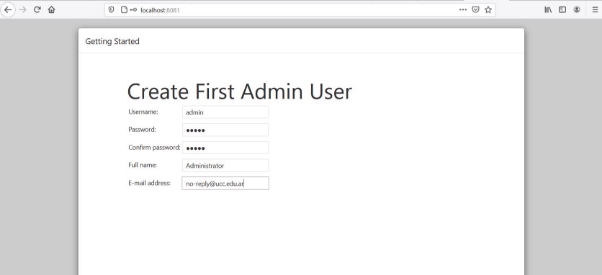 localhost:8081
Getting Started
Create First Admin User
Username: admin
Password: •••••
Confirm password: •••••
Full name: Administrator
E-mail address: no-reply@ucc.edu.ar